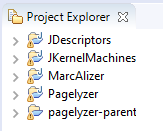 Project Explorer
JDescriptors
JKernelMachines
MarcAlizer
Pagelyzer
pagelyzer-parent